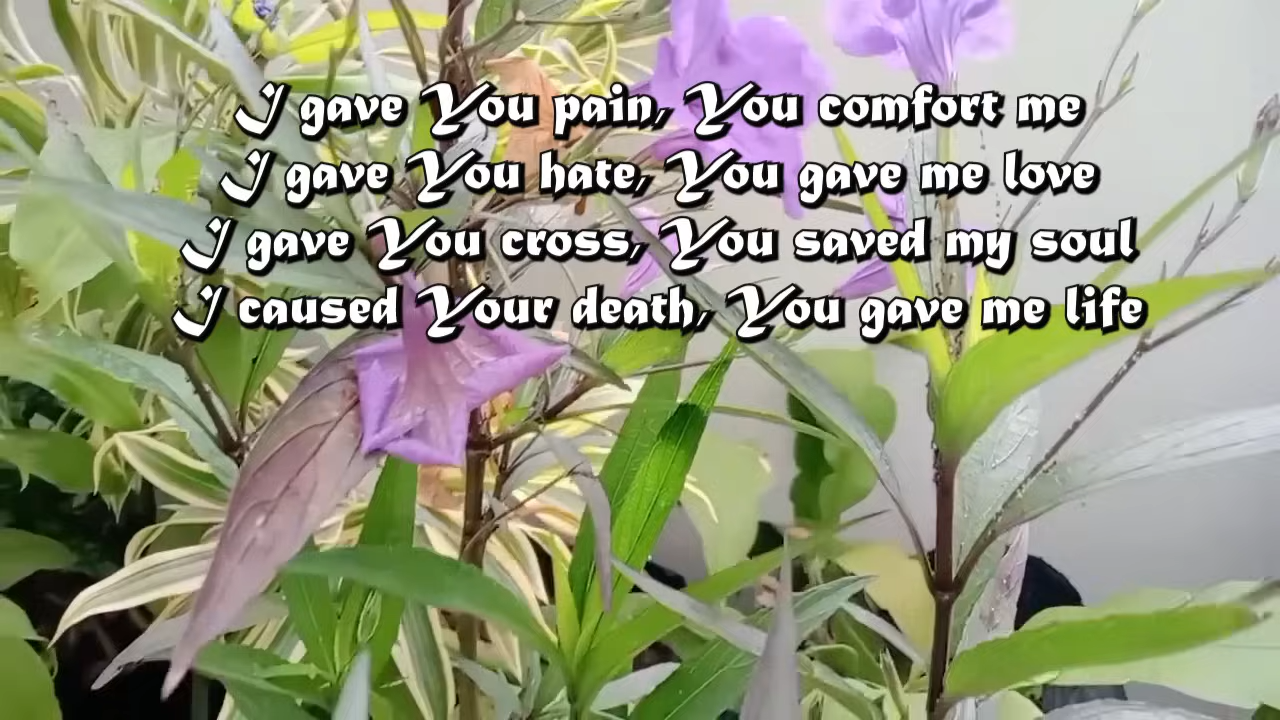 I gave You pain, You comfort me
I gave You hate, You gave me love
I gave You cross, You saved my soul
I caused Your death, You gave me life